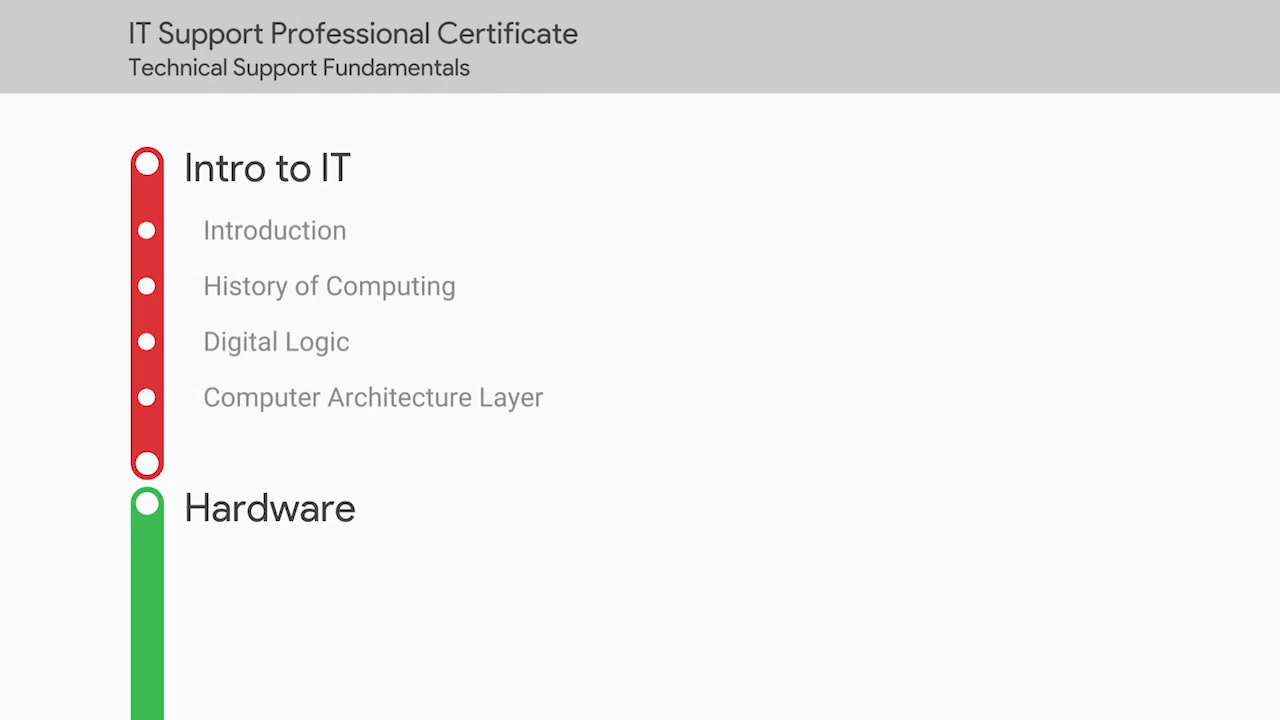 IT Support Professional Certificate
Technical Support Fundamentals
Intro to IT
Introduction
History of Computing
Digital Logic
Computer Architecture Layer
Hardware